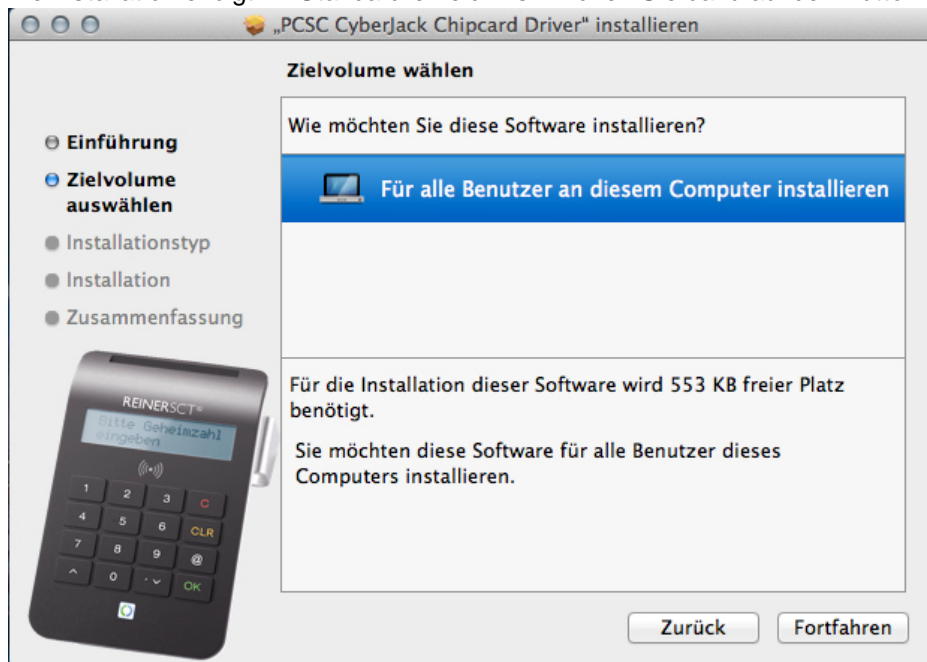 „PCSC CyberJack Chipcard Driver" installieren
Zielvolume wählen
Einführung
Zielvolume
auswählen
Installationstyp
Installation
Zusammenfassung
Wie möchten Sie diese Software installieren?
Für alle Benutzer an diesem Computer installieren
Für die Installation dieser Software wird 553 KB freier Platz
benötigt.
Sie möchten diese Software für alle Benutzer dieses
Computers installieren.
REINERSCT®
Bitte Geheimzahl
eingeben
1 2 3 C
4 5 6 CLR
7 8 9 @
0 OK
Zurück Fortfahren